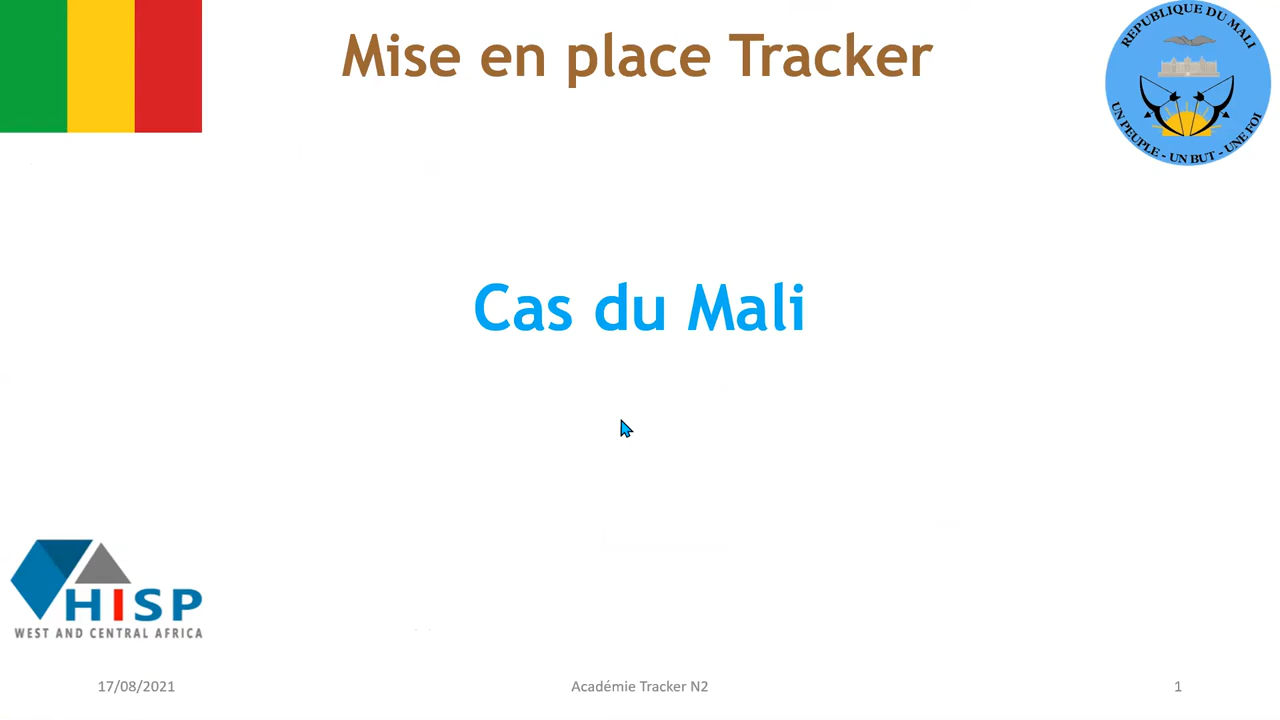 Mise en place Tracker
REPUBLIQUE DU MALI
UN PEUPLE - UN BUT - UNE FOI
Cas du Mali
HISP
WEST AND CENTRAL AFRICA
17/08/2021
Académie Tracker N2
1